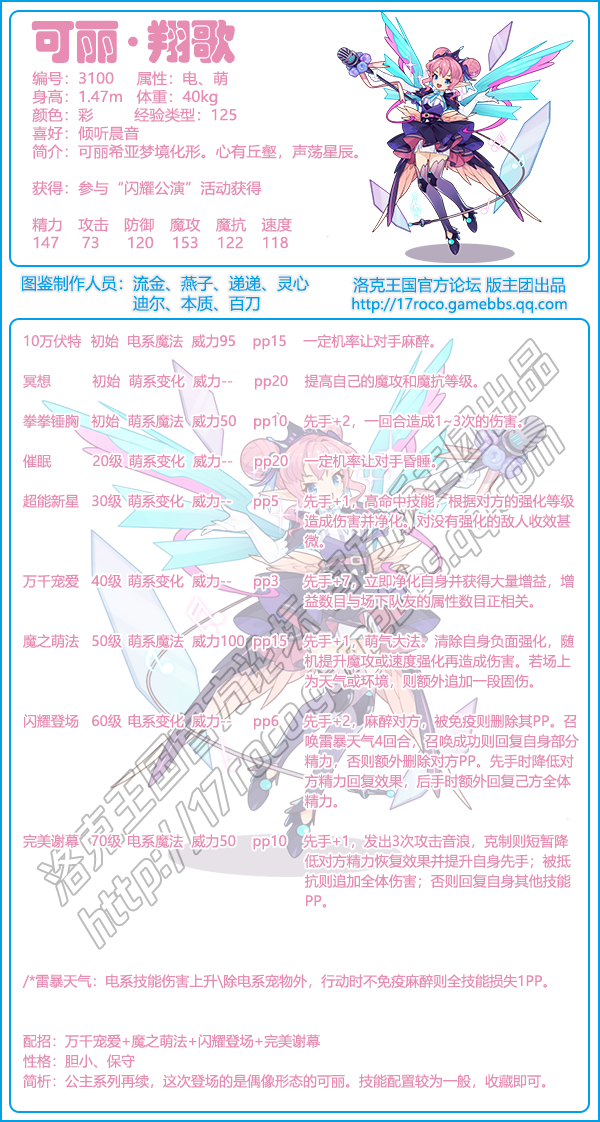 可丽·翔歌
编号：3100 属性：电、萌
身高：1.47m 体重：40kg
颜色：彩 经验类型：125
喜好：倾听晨音
简介：可丽希亚梦境化形。心有丘壑，声荡星辰。
获得：参与“闪耀公演”活动获得
精力 攻击 防御 魔攻 魔抗 速度
147 73 120 153 122 118
图鉴制作人员：流金、燕子、递递、灵心
迪尔、本质、百刀
洛克王国官方论坛 版主团出品
http://17roco.gamebbs.qq.com
10万伏特 初始 电系魔法 威力95 pp15 一定机率让对手麻醉。
冥想 初始 萌系变化 威力-- pp20 提高自己的魔攻和魔抗等级。
拳拳锤胸 初始 萌系魔法 威力50 pp10 先手+2，一回合造成1~3次的伤害。
催眠 20级 萌系变化 威力-- pp20 一定机率让对手昏睡。
超能新星 30级 萌系变化 威力-- pp5 先手+1，高命中技能，根据对方的强化等级
造成伤害并净化。对没有强化的敌人收效甚
微。
万千宠爱 40级 萌系变化 威力-- pp3 先手+7，立即净化自身并获得大量增益，增
益数目与场下队友的属性数目正相关。
魔之萌法 50级 萌系魔法 威力100 pp15 先手+1，萌气大法。清除自身负面强化，随
机提升魔攻或速度强化再造成伤害。若场上
为天气或环境，则额外追加一段固伤。
闪耀登场 60级 电系变化 威力-- pp6 先手+2，麻醉对方，被免疫则删除其PP。召
唤雷暴天气4回合，召唤成功则回复自身部分
精力，否则额外删除对方PP。先手时降低对
方精力回复效果，后手时额外回复己方全体
精力。
完美谢幕 70级 电系魔法 威力50 pp10 先手+1，发出3次攻击音浪，克制则短暂降
低对方精力恢复效果并提升自身先手；被抵
抗则追加全体伤害；否则回复自身其他技能
PP。
/*雷暴天气：电系技能伤害上升\除电系宠物外，行动时不免疫麻醉则全技能损失1PP。
配招：万千宠爱+魔之萌法+闪耀登场+完美谢幕
性格：胆小、保守
简析：公主系列再续，这次登场的是偶像形态的可丽。技能配置较为一般，收藏即可。
洛克王国官方论坛 版主团出品
http://17roco.gamebbs.qq.com